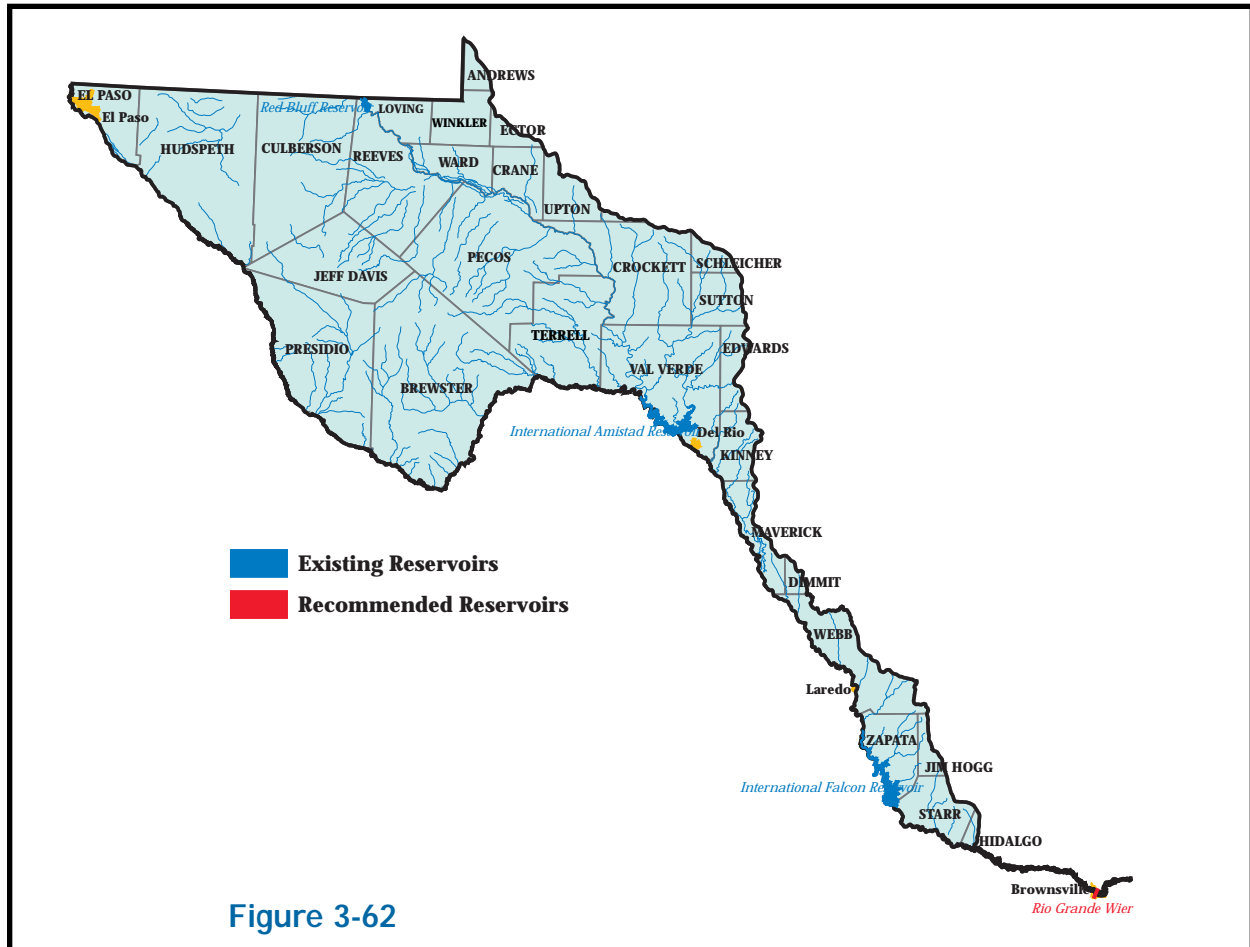 ANDREWS
EL PASO
Red Bluff Reservoir
LOVING
El Paso
WINKLER
ECTOR
HUDSPETH
CULBERSON
REEVES
WARD
CRANE
UPTON
PECOS
CROCKETT
SCHLEICHER
JEFF DAVIS
SUTTON
TERRELL
EDWARDS
PRESIDIO
VAL VERDE
BREWSTER
International Amistad Reservoir
Del Rio
KINNEY
MAVERICK
Existing Reservoirs
DIMMIT
Recommended Reservoirs
WEBB
Laredo
ZAPATA
JIM HOGG
International Falcon Reservoir
STARR
HIDALGO
Brownsville
Rio Grande Wier
Figure 3-62